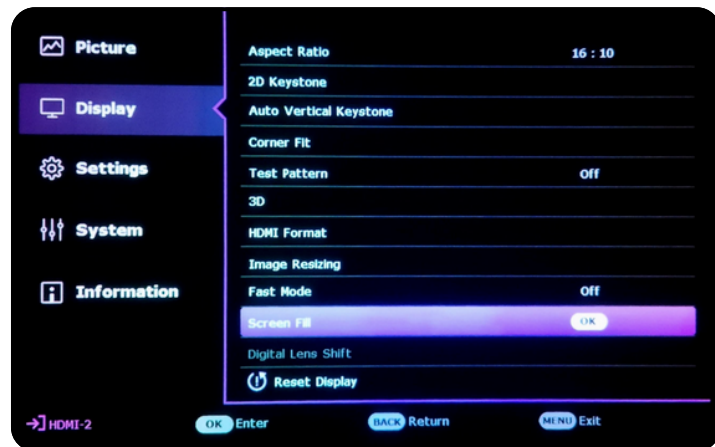 Picture
Display
Settings
System
Information
Aspect Ratio 16 : 10
2D Keystone
Auto Vertical Keystone
Corner Fit
Test Pattern Off
3D
HDMI Format
Image Resizing
Fast Mode Off
Screen Fill OK
Digital Lens Shift
Reset Display
HDMI-2 OK Enter BACK Return MENU Exit